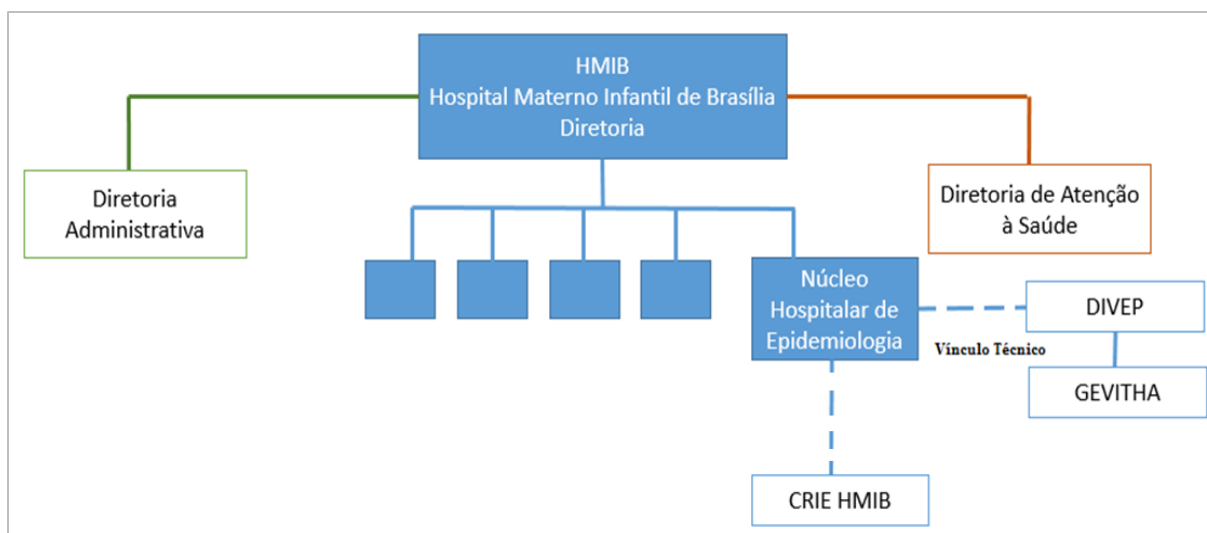 HMIB
Hospital Materno Infantil de Brasília
Diretoria
Diretoria
Administrativa
Diretoria de Atenção
à Saúde
Núcleo
Hospitalar de
Epidemiologia
DIVEP
Vínculo Técnico
GEVITHA
CRIE HMIB